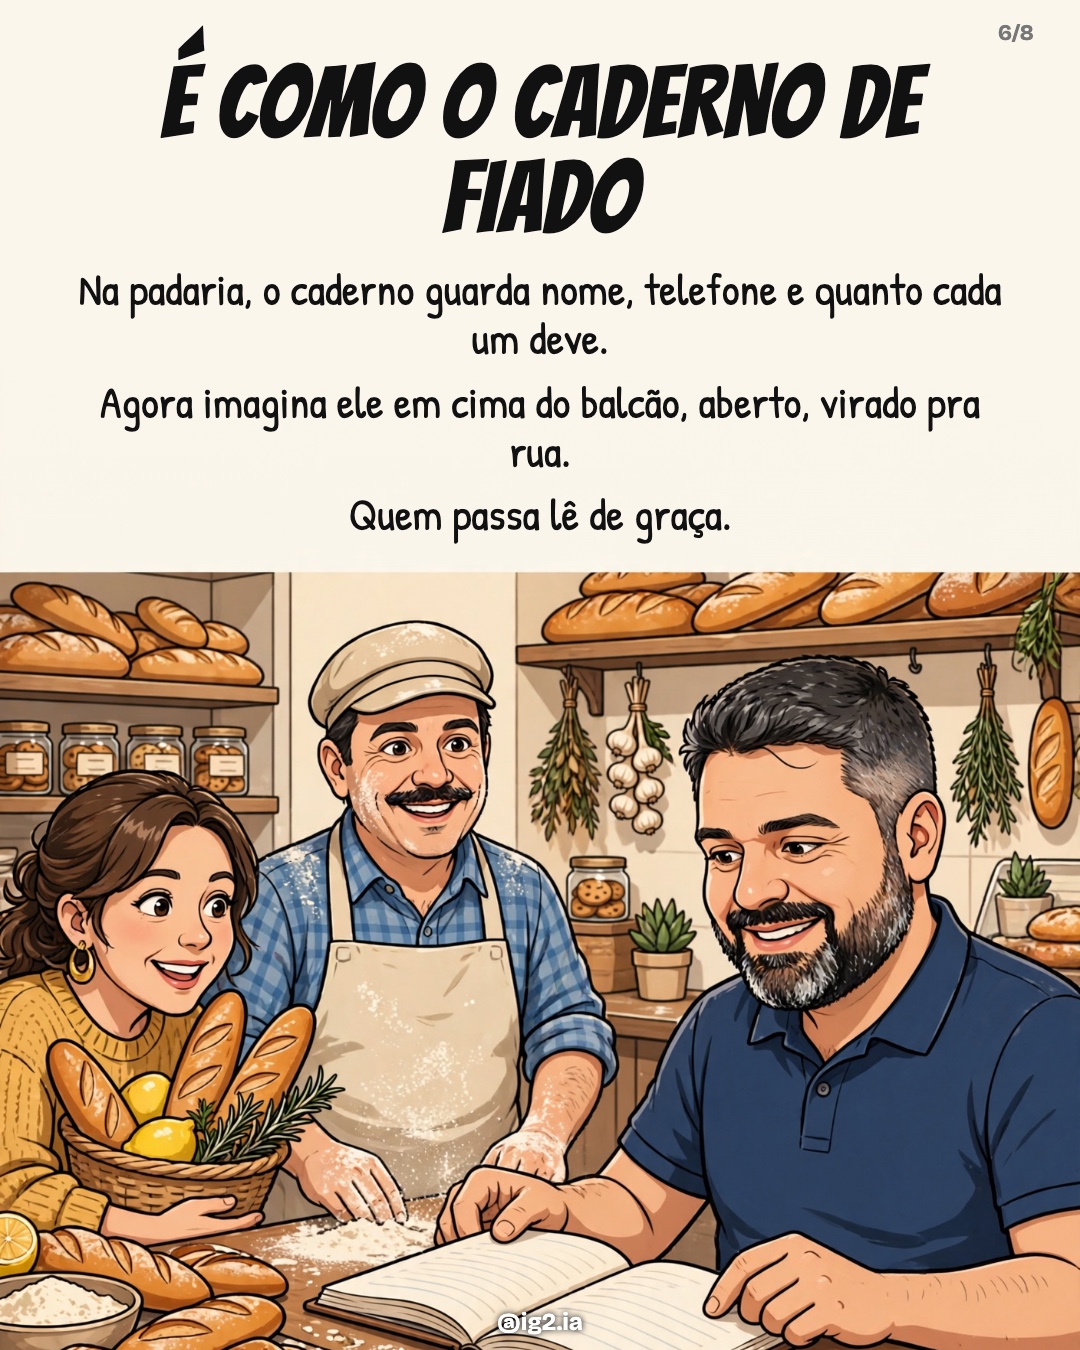 6/8
É COMO O CADERNO DE
FIADO
Na padaria, o caderno guarda nome, telefone e quanto cada
um deve.
Agora imagina ele em cima do balcão, aberto, virado pra
rua.
Quem passa lê de graça.
@ig2.ia